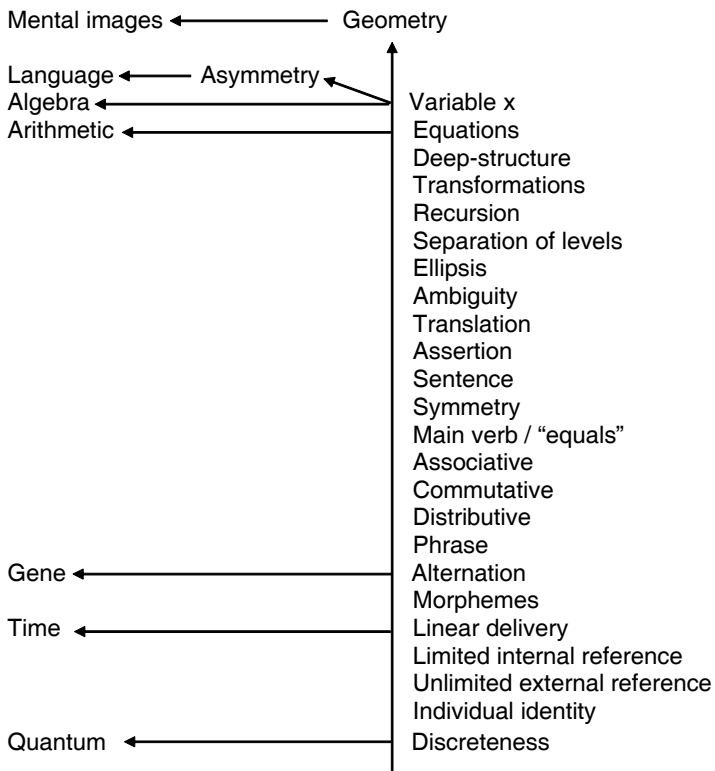 Mental images Geometry
Language Asymmetry
Algebra Variable x
Arithmetic Equations
Deep-structure
Transformations
Recursion
Separation of levels
Ellipsis
Ambiguity
Translation
Assertion
Sentence
Symmetry
Main verb / “equals”
Associative
Commutative
Distributive
Phrase
Gene Alternation
Morphemes
Time Linear delivery
Limited internal reference
Unlimited external reference
Individual identity
Quantum Discreteness